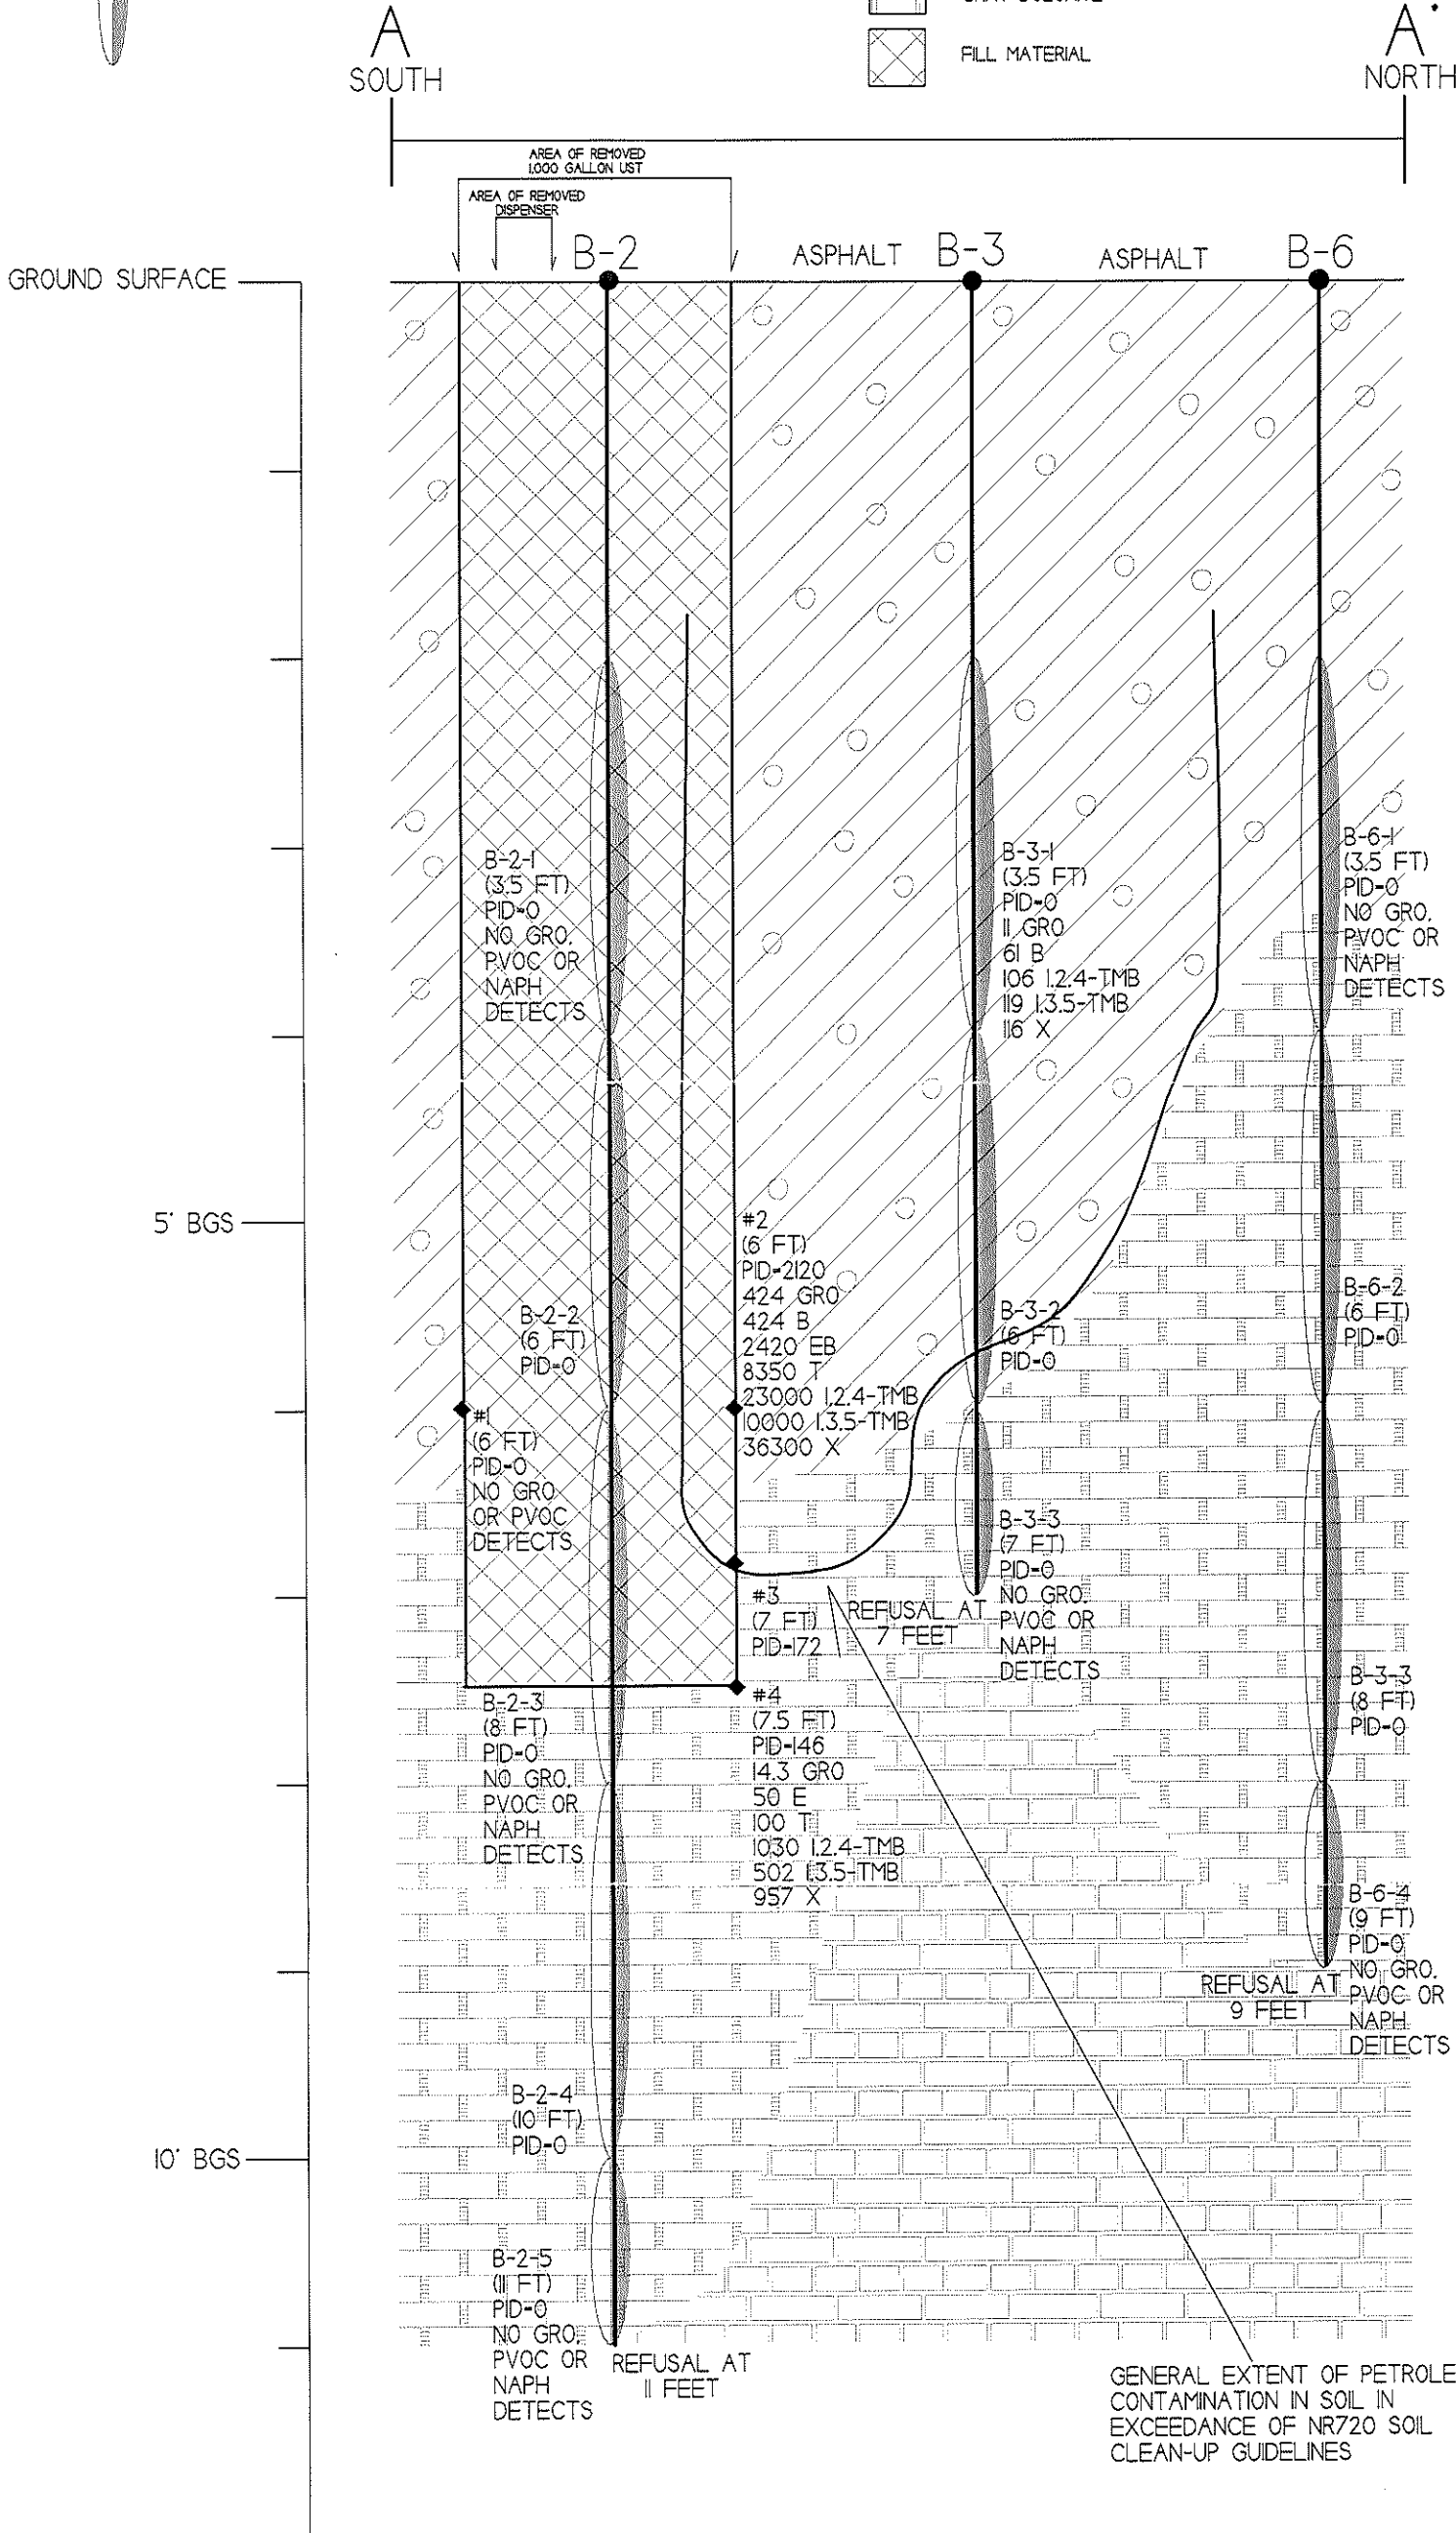 A
SOUTH
FILL MATERIAL
A'
NORTH
AREA OF REMOVED
1,000 GALLON UST
AREA OF REMOVED
DISPENSER
GROUND SURFACE
B-2
ASPHALT
B-3
ASPHALT
B-6
B-2-1
(3.5 FT)
PID=0
NO GRO,
PVOC OR
NAPH
DETECTS
B-3-1
(3.5 FT)
PID=0
11 GRO
61 B
106 1,2,4-TMB
119 1,3,5-TMB
116 X
B-6-1
(3.5 FT)
PID=0
NO GRO,
PVOC OR
NAPH
DETECTS
5' BGS
#2
(6 FT)
PID=2120
424 GRO
424 B
2420 EB
8350 T
23000 1,2,4-TMB
10000 1,3,5-TMB
36300 X
B-2-2
(6 FT)
PID=0
B-3-2
(6 FT)
PID=0
B-6-2
(6 FT)
PID=0
#1
(6 FT)
PID=0
NO GRO
OR PVOC
DETECTS
B-3-3
(7 FT)
PID=0
NO GRO,
PVOC OR
NAPH
DETECTS
#3
(7 FT)
PID=172
REFUSAL AT
7 FEET
B-2-3
(8 FT)
PID=0
NO GRO,
PVOC OR
NAPH
DETECTS
#4
(7.5 FT)
PID=146
14.3 GRO
50 E
100 T
1030 1,2,4-TMB
502 1,3,5-TMB
957 X
B-3-3
(8 FT)
PID=0
B-6-4
(9 FT)
PID=0
NO GRO,
PVOC OR
NAPH
DETECTS
REFUSAL AT
9 FEET
B-2-4
(10 FT)
PID=0
10' BGS
B-2-5
(11 FT)
PID=0
NO GRO,
PVOC OR
NAPH
DETECTS
REFUSAL AT
11 FEET
GENERAL EXTENT OF PETROLE
CONTAMINATION IN SOIL IN
EXCEEDANCE OF NR720 SOIL
CLEAN-UP GUIDELINES